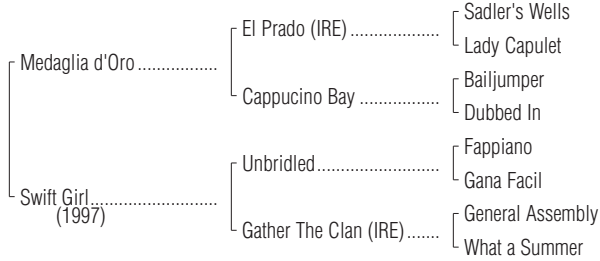 Sadler's Wells
El Prado (IRE) ....................
Lady Capulet
Medaglia d'Oro .................
Bailjumper
Cappucino Bay ..................
Dubbed In
Fappiano
Unbridled...........................
Gana Facil
Swift Girl...........................
(1997)
General Assembly
Gather The Clan (IRE).......
What a Summer